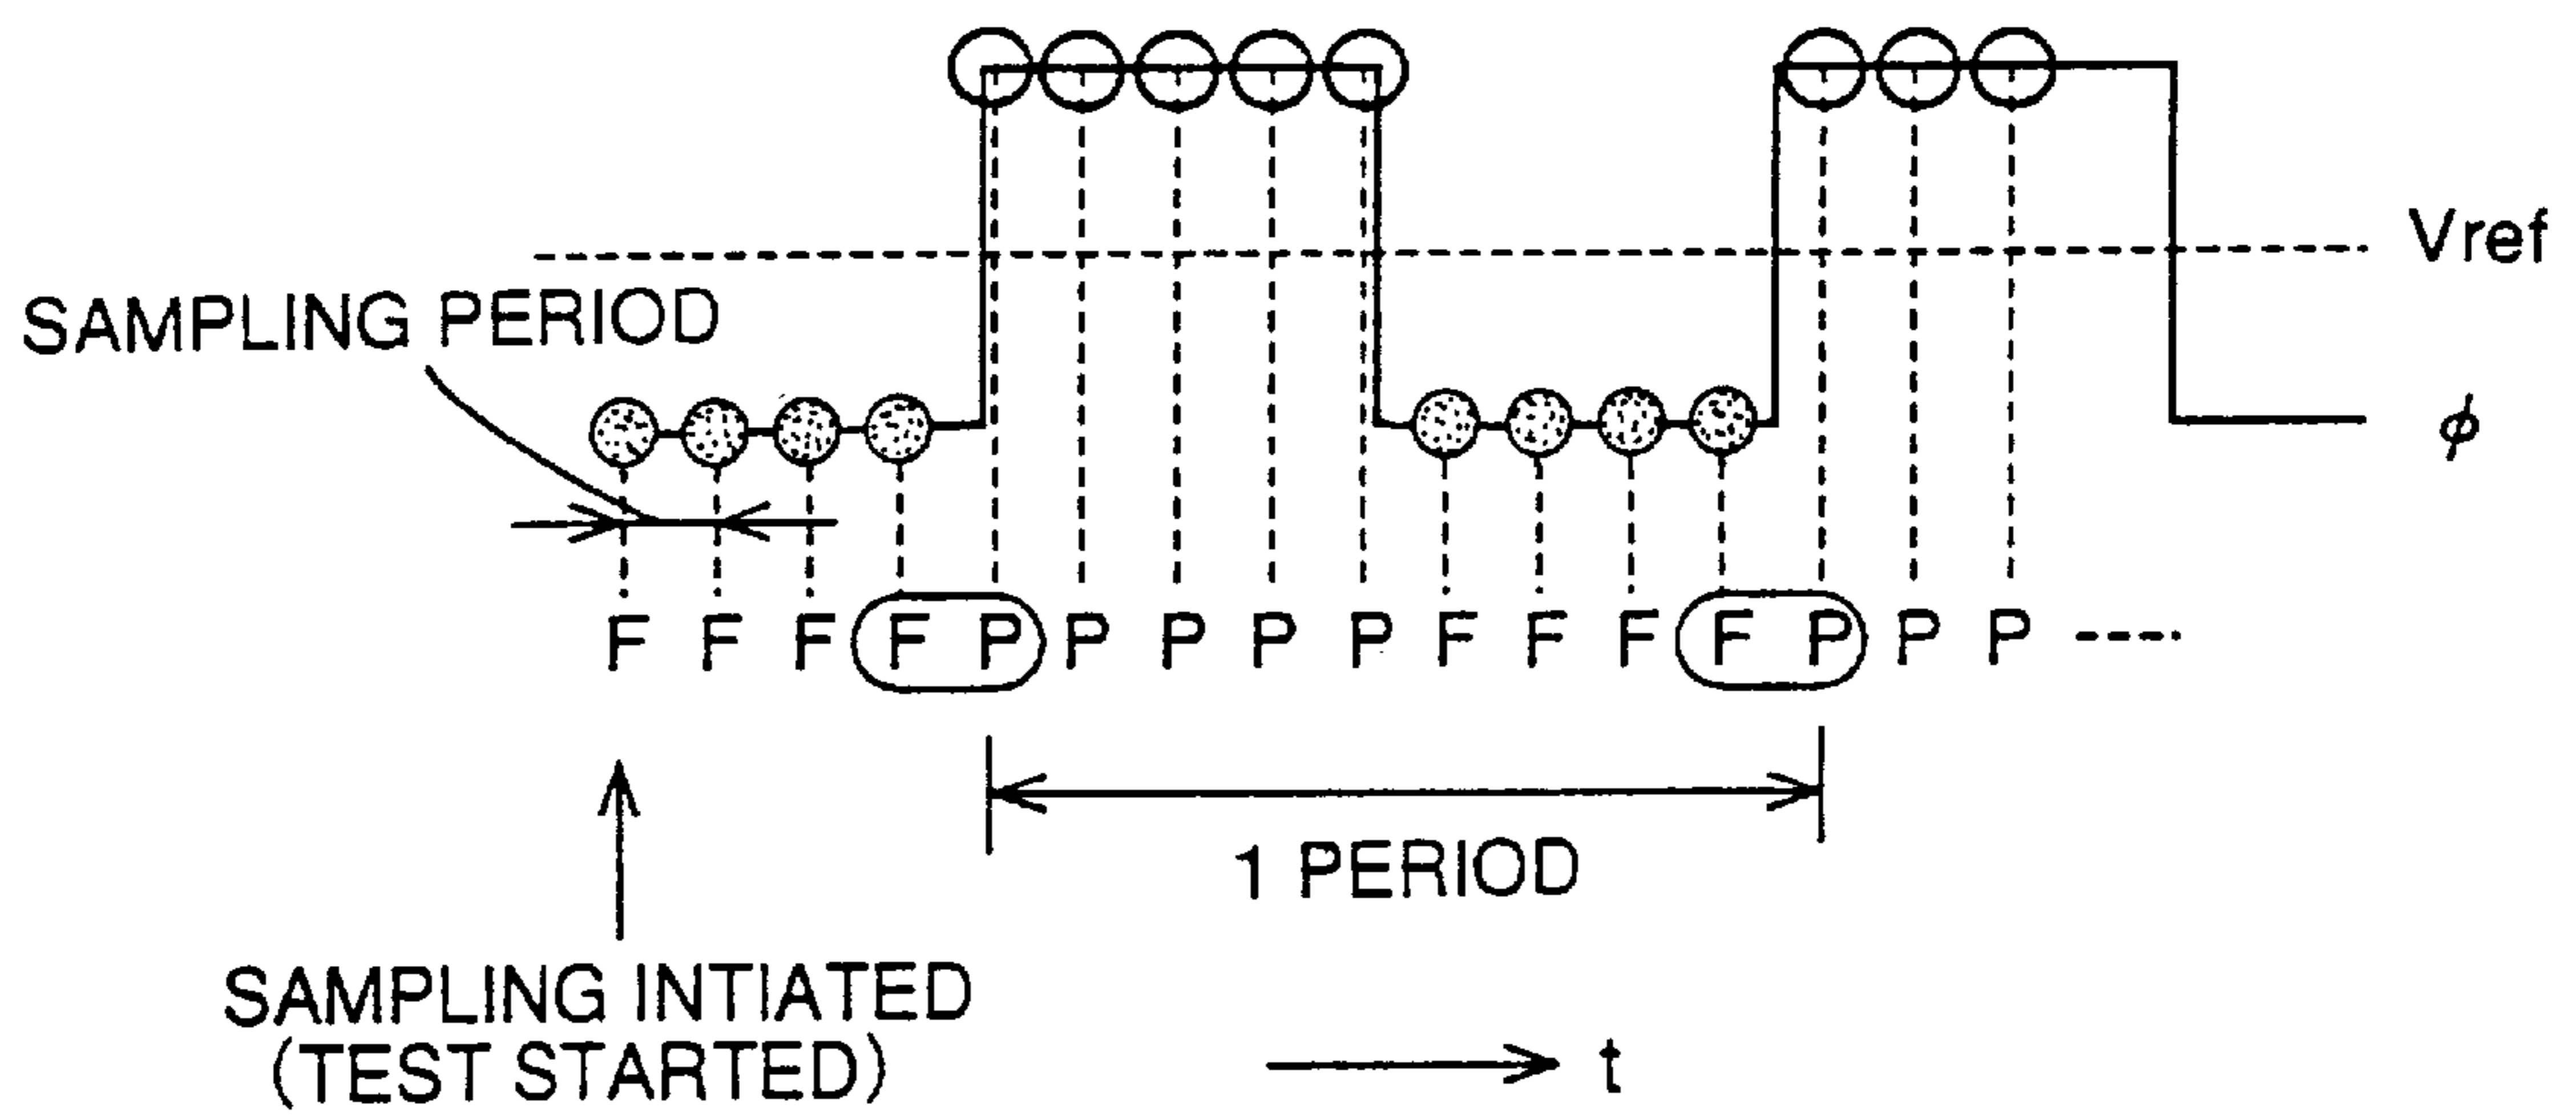 Vref
SAMPLING PERIOD
ϕ
F F F F P P P P P F F F F P P P ----
1 PERIOD
SAMPLING INTIATED
(TEST STARTED)
t